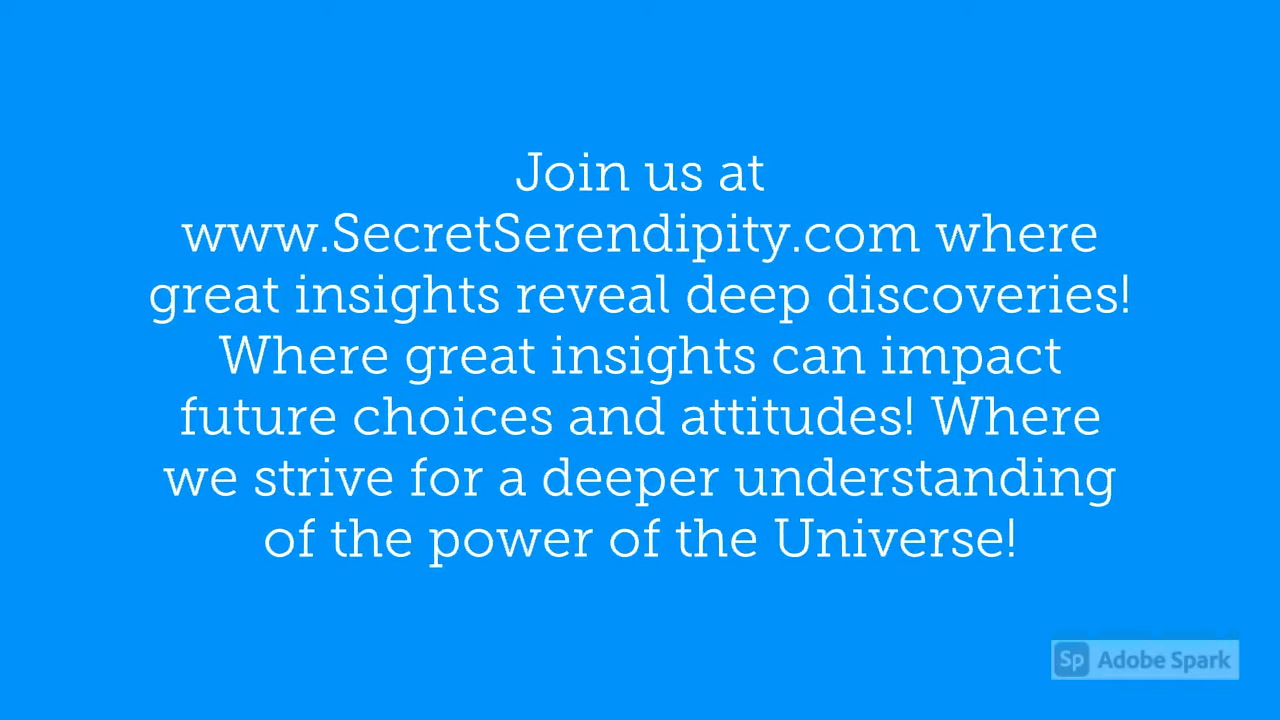 Join us at
www.SecretSerendipity.com where
great insights reveal deep discoveries!
Where great insights can impact
future choices and attitudes! Where
we strive for a deeper understanding
of the power of the Universe!
Sp Adobe Spark